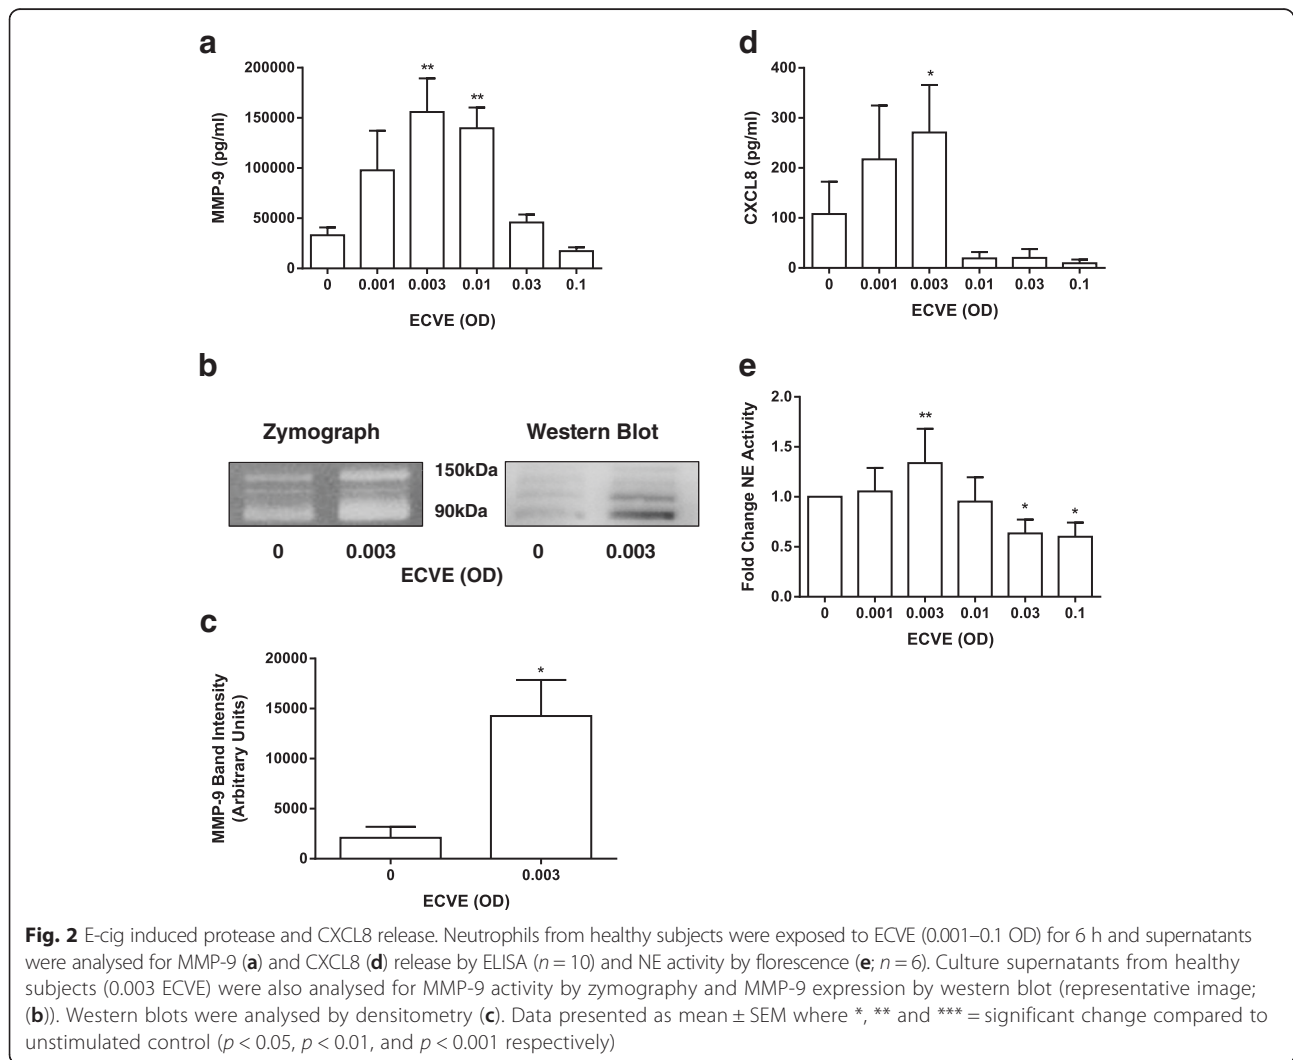 a
200000
150000
100000
50000
0
MMP-9 (pg/ml)
**
**
0 0.001 0.003 0.01 0.03 0.1
ECVE (OD)
d
400
300
200
100
0
CXCL8 (pg/ml)
*
0 0.001 0.003 0.01 0.03 0.1
ECVE (OD)
b
Zymograph
Western Blot
150kDa
90kDa
0 0.003
0 0.003
ECVE (OD)
e
2.0
1.5
1.0
0.5
0.0
Fold Change NE Activity
**
*
*
0 0.001 0.003 0.01 0.03 0.1
ECVE (OD)
c
20000
15000
10000
5000
0
MMP-9 Band Intensity
(Arbitrary Units)
*
0 0.003
ECVE (OD)
Fig. 2 E-cig induced protease and CXCL8 release. Neutrophils from healthy subjects were exposed to ECVE (0.001–0.1 OD) for 6 h and supernatants
were analysed for MMP-9 (a) and CXCL8 (d) release by ELISA (n = 10) and NE activity by florescence (e; n = 6). Culture supernatants from healthy
subjects (0.003 ECVE) were also analysed for MMP-9 activity by zymography and MMP-9 expression by western blot (representative image;
(b)). Western blots were analysed by densitometry (c). Data presented as mean ± SEM where *, ** and *** = significant change compared to
unstimulated control (p < 0.05, p < 0.01, and p < 0.001 respectively)